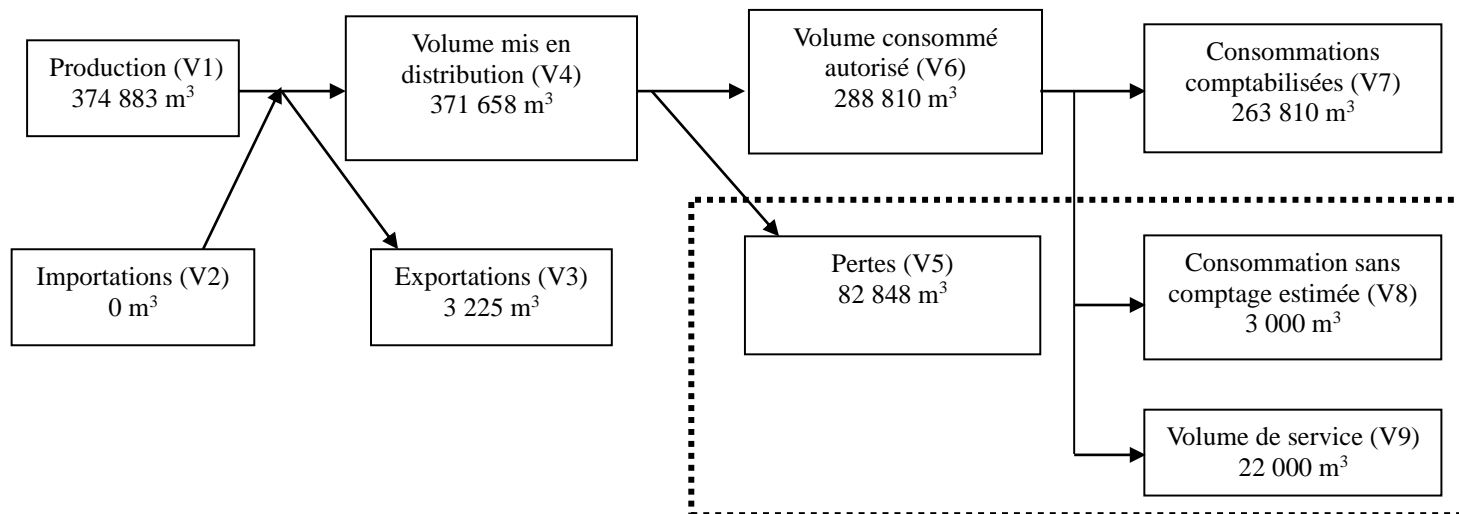 Production (V1)
374 883 m³
Volume mis en
distribution (V4)
371 658 m³
Volume consommé
autorisé (V6)
288 810 m³
Consommations
comptabilisées (V7)
263 810 m³
Importations (V2)
0 m³
Exportations (V3)
3 225 m³
Pertes (V5)
82 848 m³
Consommation sans
comptage estimée (V8)
3 000 m³
Volume de service (V9)
22 000 m³